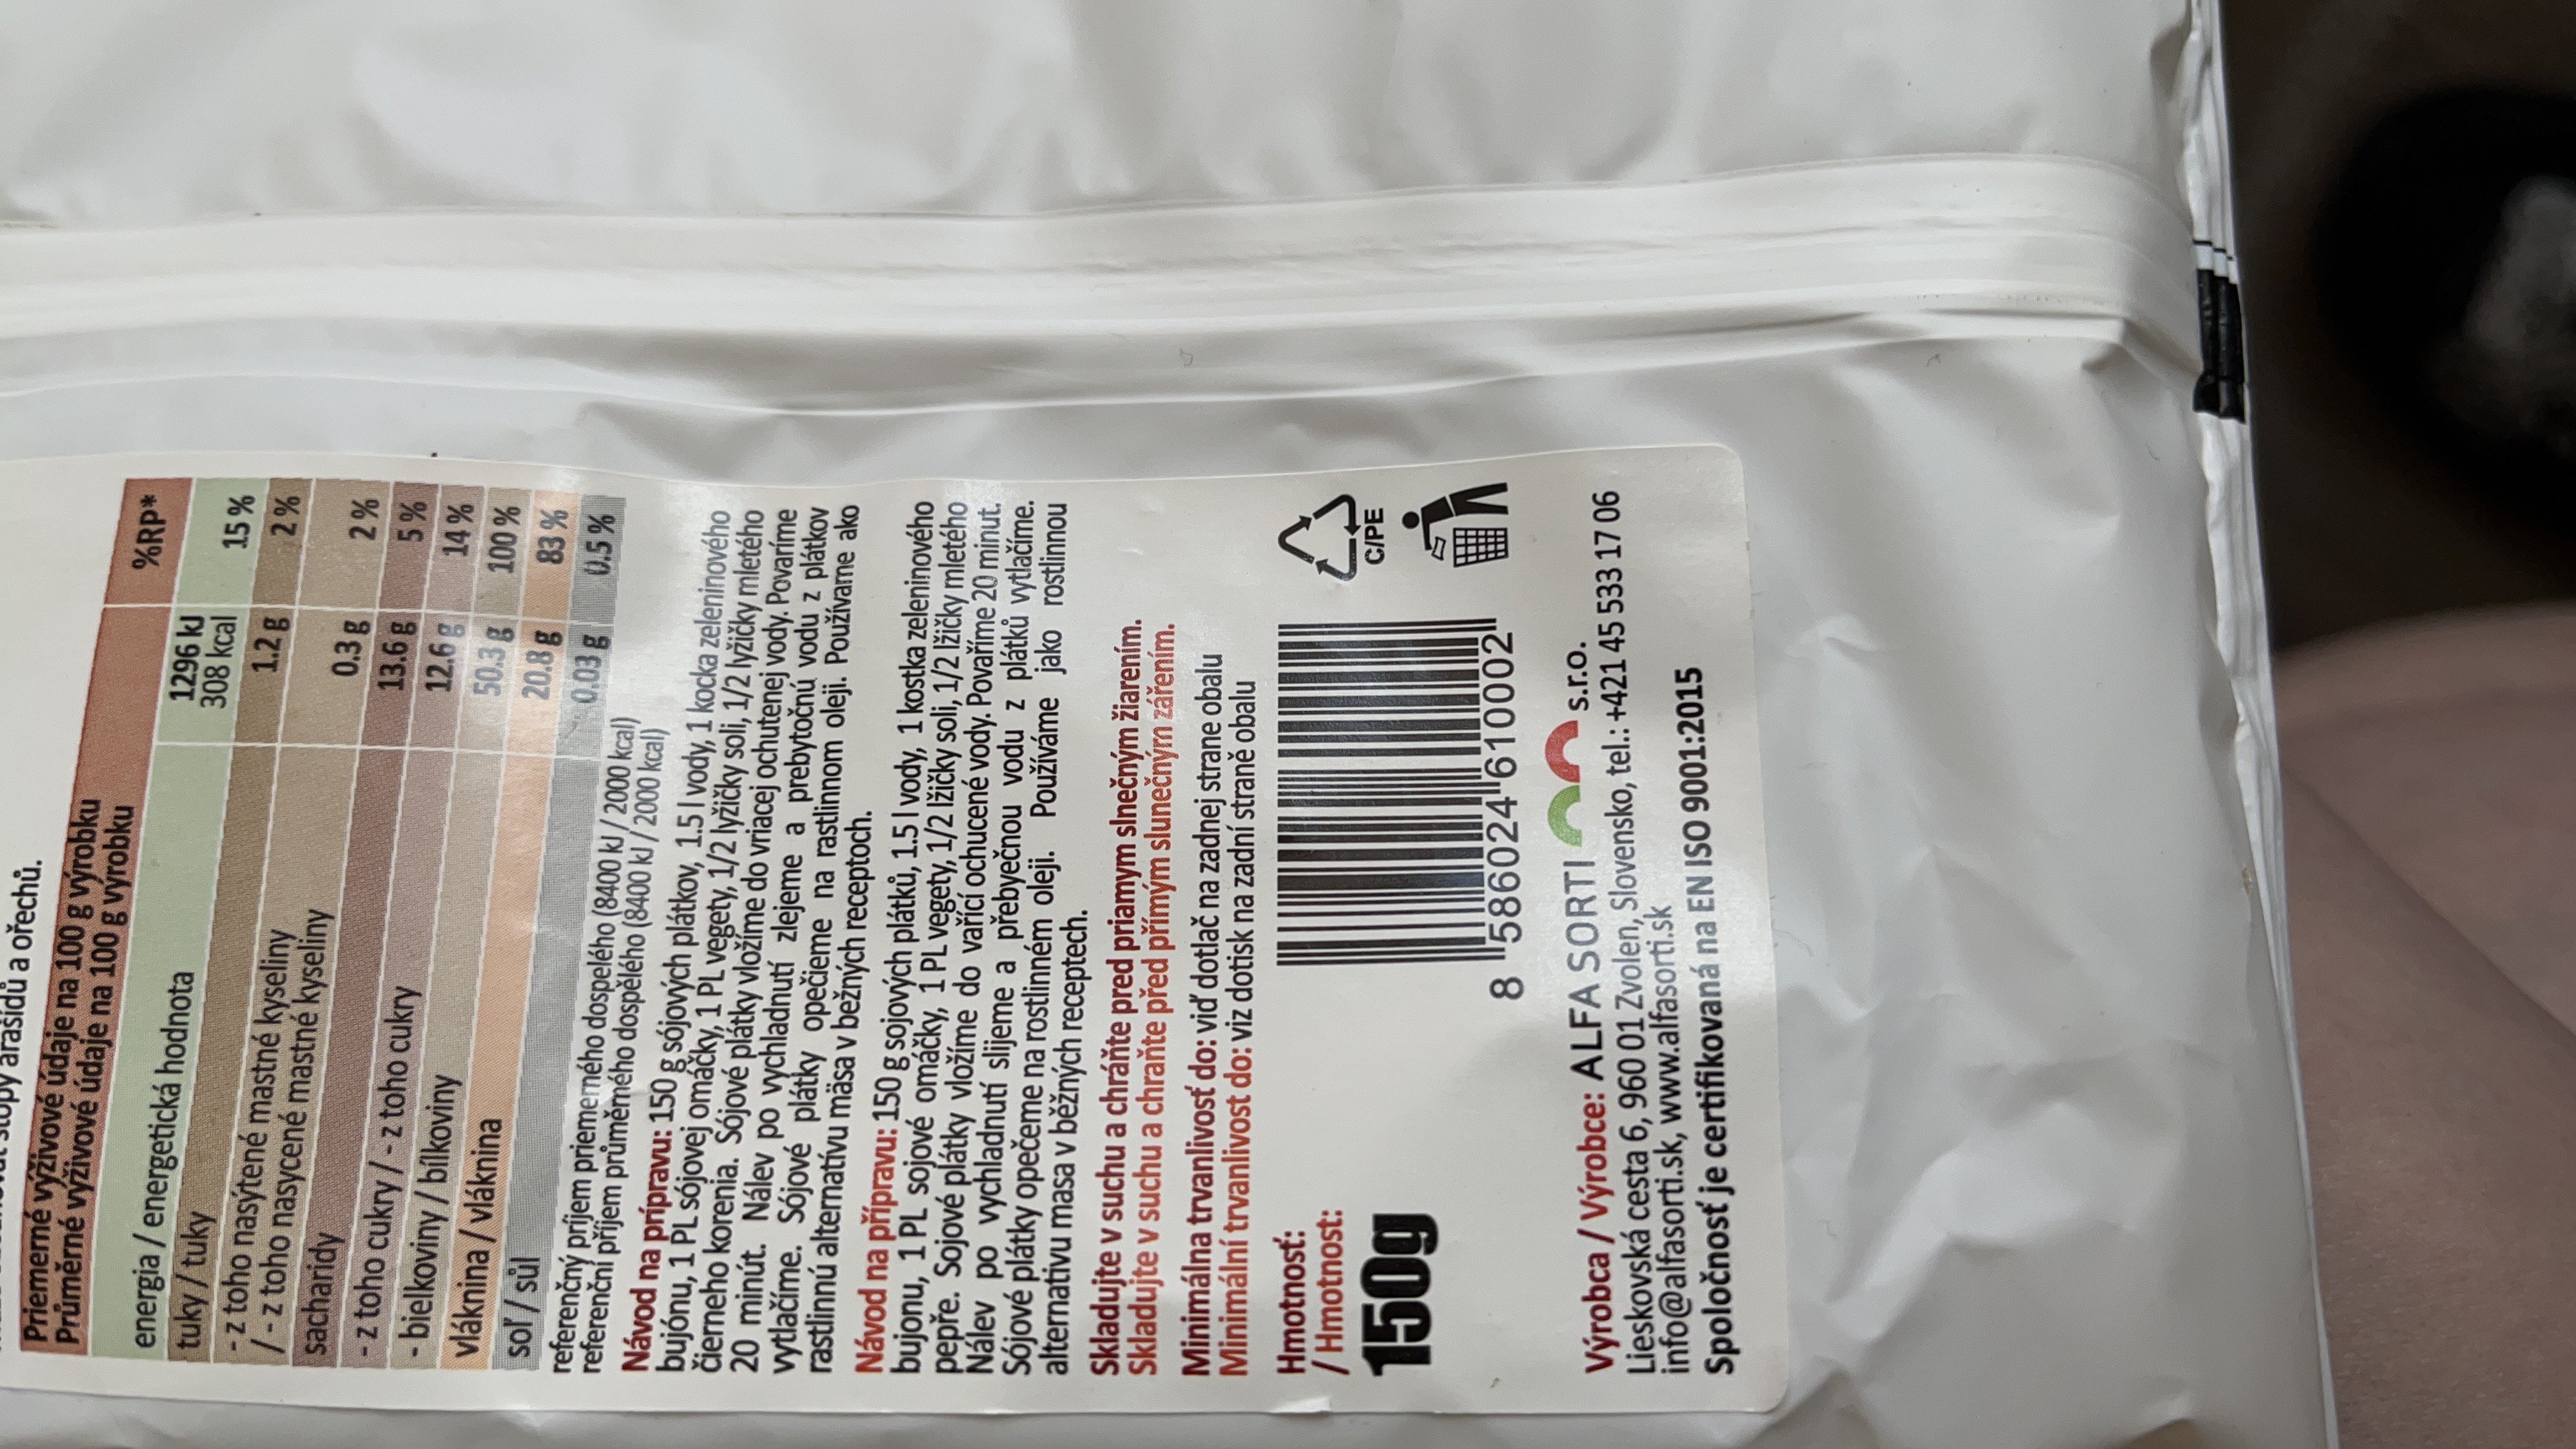 stopy arašídů a ořechů.
Priemerné výživové údaje na 100 g výrobku
Průměrné výživové údaje na 100 g výrobku
%RP*
energia / energetická hodnota 1296 kJ
308 kcal 15 %
tuky / tuky 1.2 g 2 %
- z toho nasýtené mastné kyseliny
/ - z toho nasycené mastné kyseliny 0.3 g 2 %
sacharidy 13.6 g 5 %
- z toho cukry / - z toho cukry 12.6 g 14 %
- bielkoviny / bílkoviny 50.3 g 100 %
vláknina / vláknina 20.8 g 83 %
soľ / sůl 0.03 g 0.5 %
referenčný príjem priemerného dospelého (8400 kJ / 2000 kcal)
referenční příjem průměrného dospělého (8400 kJ / 2000 kcal)
Návod na prípravu: 150 g sójových plátkov, 1.5 l vody, 1 kocka zeleninového
bujónu, 1 PL sójovej omáčky, 1 PL vegety, 1/2 lyžičky soli, 1/2 lyžičky mletého
čierneho korenia. Sójové plátky vložíme do vriacej ochutenej vody. Povaríme
20 minút. Nálev po vychladnutí zlejeme a prebytočnú vodu z plátkov
vytlačíme. Sójové plátky opečieme na rastlinnom oleji. Používame ako
rastlinnú alternatívu mäsa v bežných receptoch.
Návod na přípravu: 150 g sojových plátků, 1.5 l vody, 1 kostka zeleninového
bujonu, 1 PL sojové omáčky, 1 PL vegety, 1/2 lžičky soli, 1/2 lžičky mletého
pepře. Sojové plátky vložíme do vařící ochucené vody. Povaříme 20 minut.
Nálev po vychladnutí slijeme a přebyečnou vodu z plátků vytlačíme.
Sójové plátky opečeme na rostlinném oleji. Používáme jako rostlinnou
alternativu masa v běžných receptech.
Skladujte v suchu a chráňte pred priamym slnečným žiarením.
Skladujte v suchu a chraňte před přímým slunečným zářením.
Minimálna trvanlivosť do: viď dotlač na zadnej strane obalu
Minimální trvanlivost do: viz dotisk na zadní straně obalu
Hmotnosť:
/ Hmotnost:
150g
8 586024 610002
C/PE
Výrobca / Výrobce: ALFA SORTI s.r.o.
Lieskovská cesta 6, 960 01 Zvolen, Slovensko, tel.: +421 45 533 17 06
info@alfasorti.sk, www.alfasorti.sk
Spoločnosť je certifikovaná na EN ISO 9001:2015